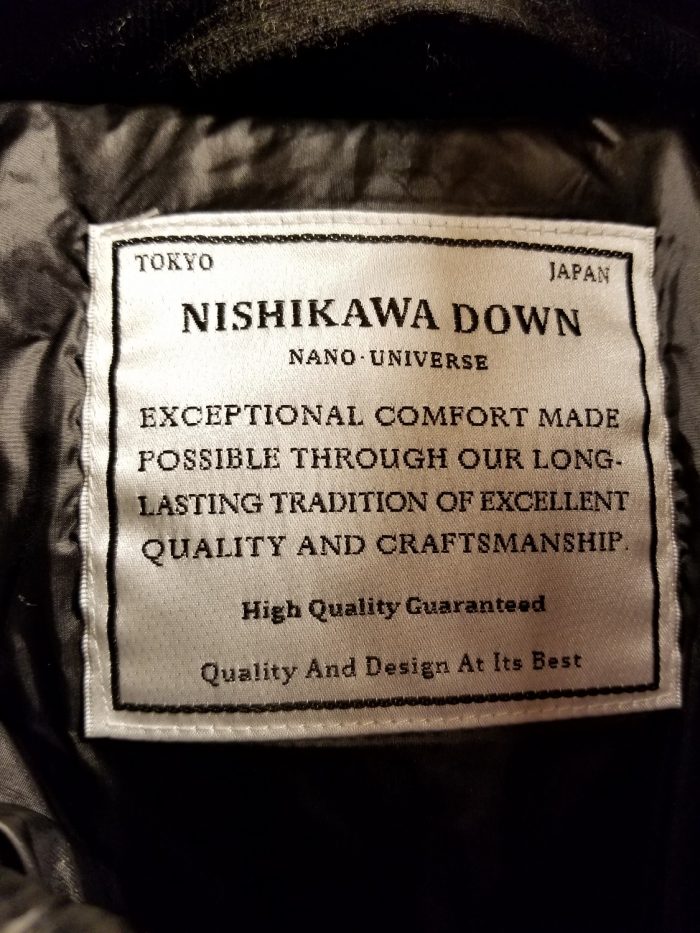 TOKYO JAPAN
NISHIKAWA DOWN
NANO·UNIVERSE
EXCEPTIONAL COMFORT MADE
POSSIBLE THROUGH OUR LONG-
LASTING TRADITION OF EXCELLENT
QUALITY AND CRAFTSMANSHIP.
High Quality Guaranteed
Quality And Design At Its Best